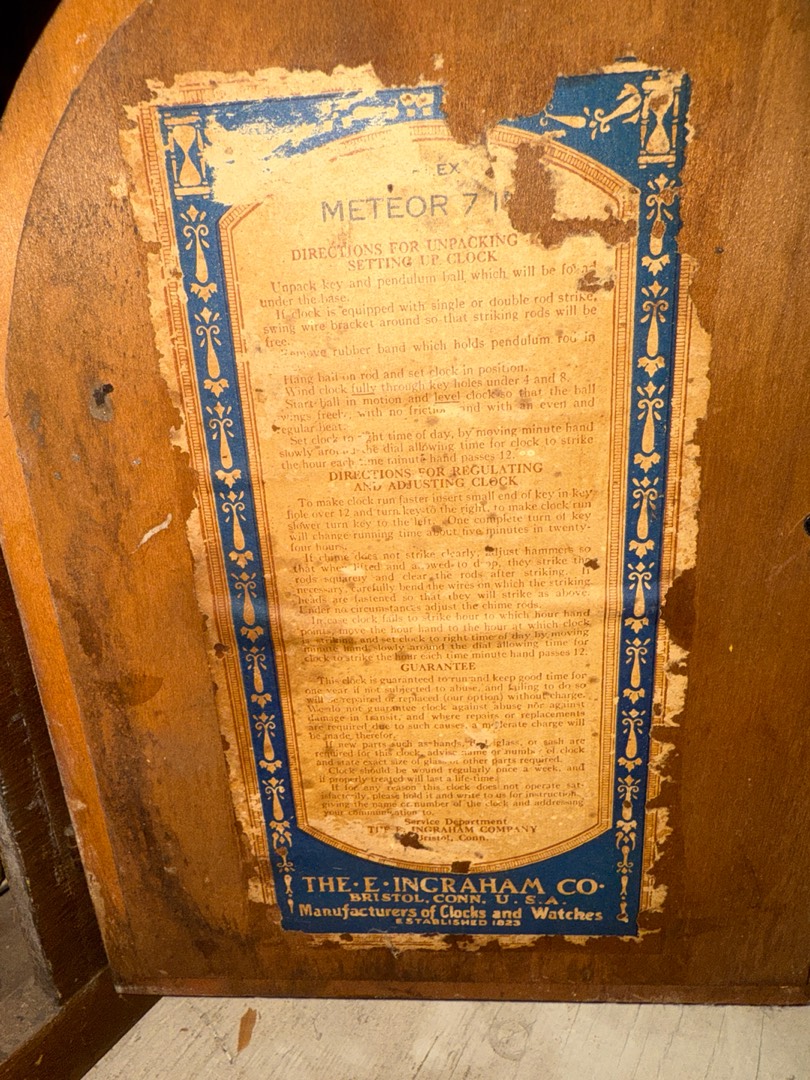 EX
METEOR 7 I
DIRECTIONS FOR UNPACKING
SETTING UP CLOCK
Unpack key and pendulum ball, which will be
under the base.
If clock is equipped with single or double rod strike,
swing wire bracket around so that striking rods will be
free.
rubber band which holds pendulum rod in
Hang ball on rod and set clock in position.
Wind clock fully through key holes under 4 and 8.
Start ball in motion and level clock so that the ball
with no and with an even and
beat.
Set clock to time of day, by moving minute hand
slowly the dial allowing time for clock to strike
the hour each minute hand passes 12.
DIRECTIONS FOR REGULATING
AND ADJUSTING CLOCK
To make clock run faster insert small end of key in key
hole over 12 and turn key to the right, to make clock run
slower turn key to the left. One complete turn of key
will change running time about five minutes in twenty-
four hours.
If chime does not strike clearly, adjust hammers so
that when lifted and to they strike the
rods squarely and clear the rods after striking. If
necessary, carefully bend the wires on which the striking
heads are fastened so that they will strike as above.
Under no circumstances adjust the chime rods.
In case clock fails to strike hour to which hour hand
points, move the hour hand to the hour at which clock
is striking, and set clock to right time of day by moving
minute hand slowly around the dial allowing time for
clock to strike the hour each time minute hand passes 12.
GUARANTEE
This clock is guaranteed to run and keep good time for
one year if not subjected to abuse, and failing to do so
will be repaired or replaced (our option) without charge.
We do not guarantee clock against abuse nor against
damage in transit, and where repairs or replacements
are required due to such causes, a moderate charge will
be made, therefor.
If new parts such as hands, glass, or sash are
required for this clock, advise name or number of clock
and state exact size of glass or other parts required.
Clock should be wound regularly once a week, and
if properly treated will last a life-time.
If for any reason this clock does not operate sat-
isfactorily, please hold it and write to us for instruction,
giving the name or number of the clock and addressing
your communication to,
Service Department
INGRAHAM COMPANY
Bristol, Conn.
THE·E·INGRAHAM CO·
BRISTOL, CONN. U.S.A.
Manufacturers of Clocks and Watches
ESTABLISHED 1823